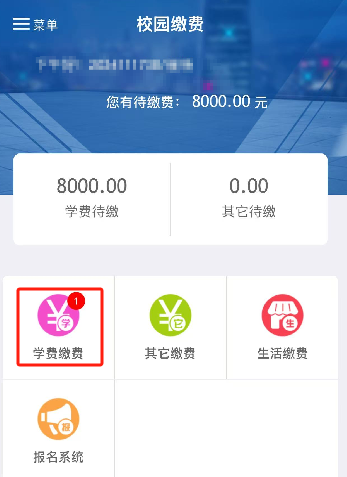 菜单
校园缴费
您有待缴费： 8000.00 元
8000.00
0.00
学费待缴
其它待缴
1
学
它
生
学费缴费
其它缴费
生活缴费
报
报名系统